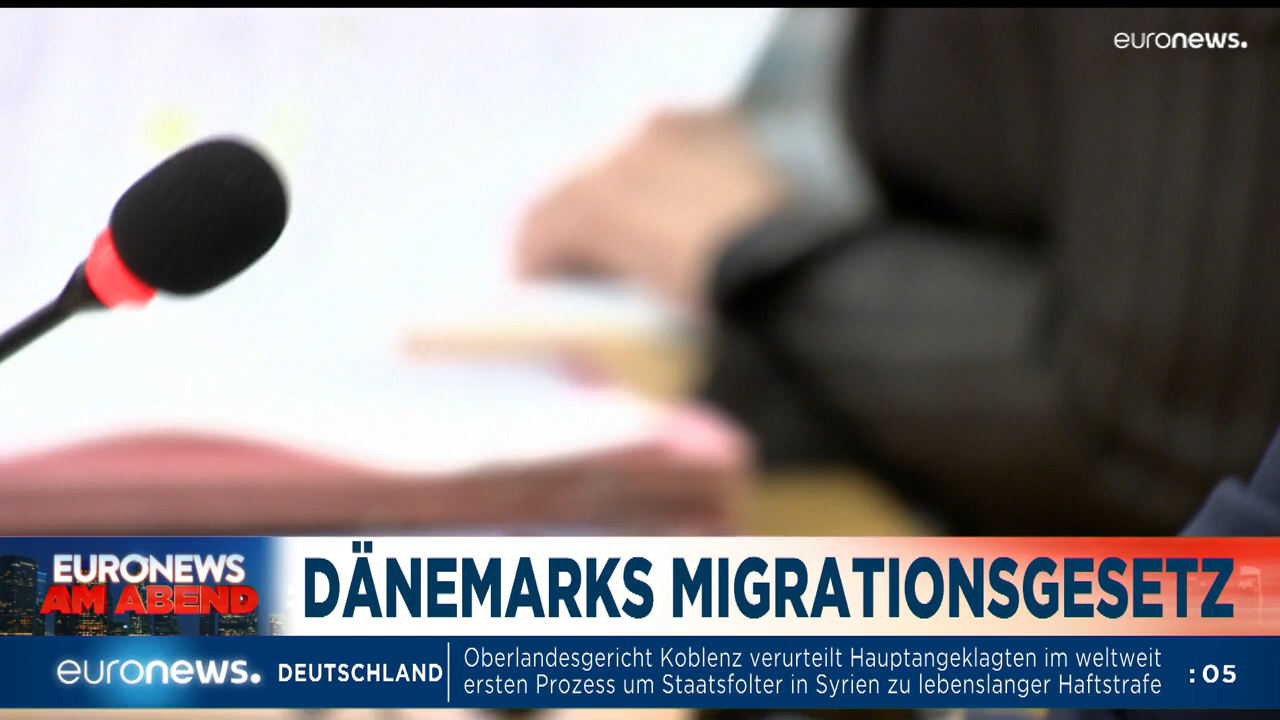 euronews.
EURONEWS
AM ABEND
DÄNEMARKS MIGRATIONSGESETZ
euronews.
DEUTSCHLAND
Oberlandesgericht Koblenz verurteilt Hauptangeklagten im weltweit
ersten Prozess um Staatsfolter in Syrien zu lebenslanger Haftstrafe
:05